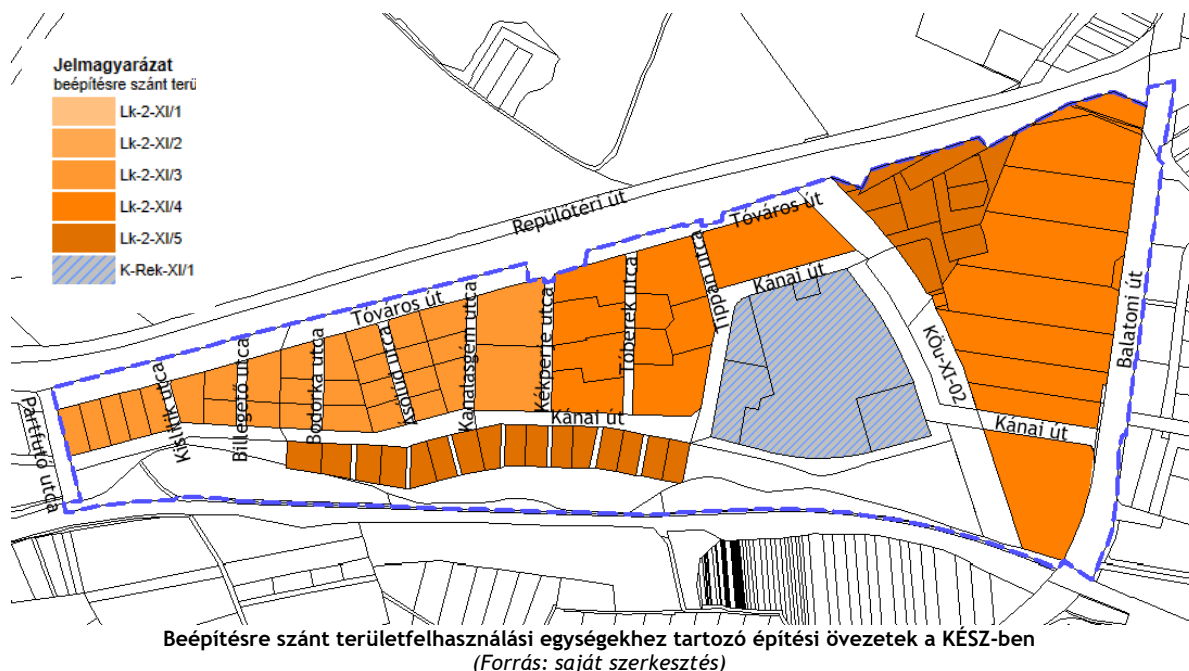 Jelmagyarázat
beépítésre szánt terü
Lk-2-XI/1
Lk-2-XI/2
Lk-2-XI/3
Lk-2-XI/4
Lk-2-XI/5
K-Rek-XI/1
Repülőtéri út
Tóváros út
Tóváros út
Kánai út
Tippan utca
Tóberek utca
Kékperje utca
Kanalasgém utca
Ásólúd utca
Bodorka utca
Billegető utca
Kislilik utca
Partfutó utca
Kánai út
Kánai út
KÖu-XI-02
Balatoni út
Beépítésre szánt területfelhasználási egységekhez tartozó építési övezetek a KÉSZ-ben
(Forrás: saját szerkesztés)